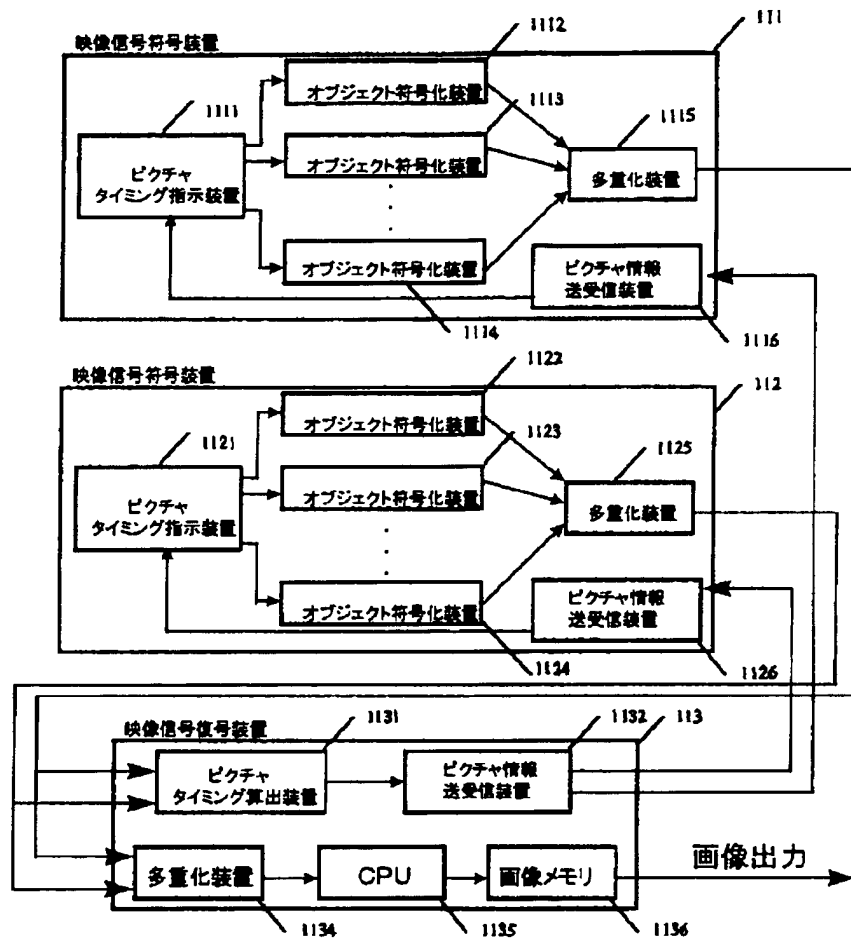 映像信号符号装置
1112
111
オブジェクト符号化装置
1111
1113
1115
ピクチャ
タイミング指示装置
オブジェクト符号化装置
多重化装置
オブジェクト符号化装置
ピクチャ情報
送受信装置
1114
1116
映像信号符号装置
1122
112
オブジェクト符号化装置
1121
1123
1125
ピクチャ
タイミング指示装置
オブジェクト符号化装置
多重化装置
オブジェクト符号化装置
ピクチャ情報
送受信装置
1124
1126
映像信号復号装置
1131
1132
113
ピクチャ
タイミング算出装置
ピクチャ情報
送受信装置
多重化装置
CPU
画像メモリ
画像出力
1134
1135
1136